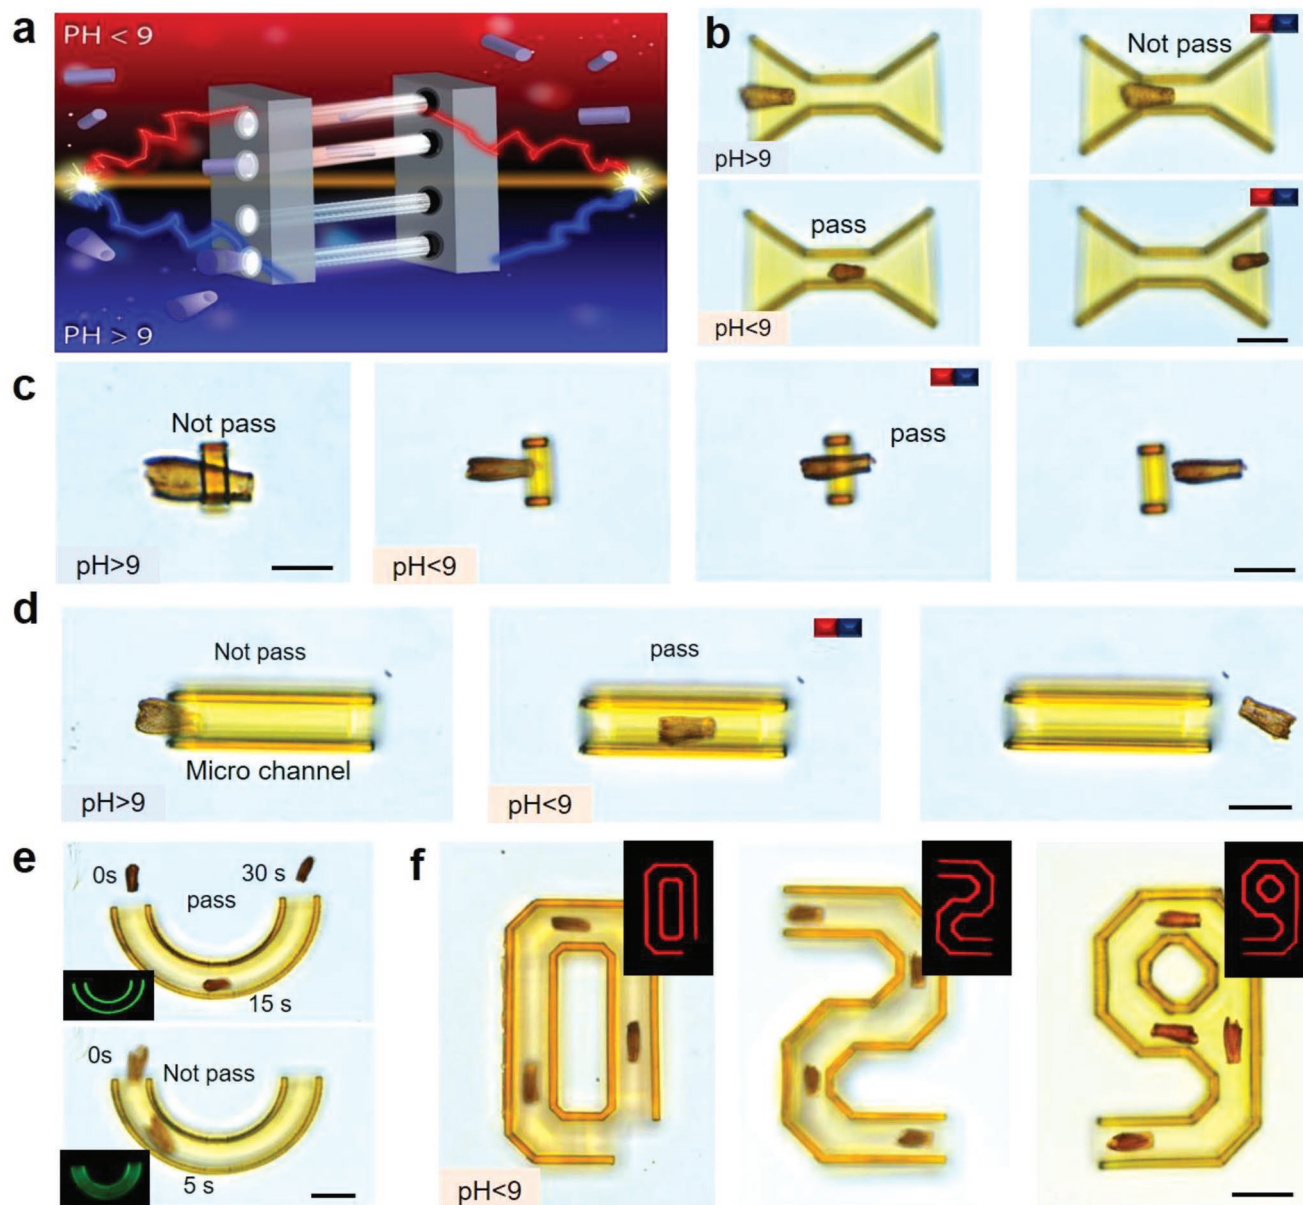 a
PH < 9
PH > 9
b
Not pass
pH>9
pass
pH<9
c
Not pass
pass
pH>9
pH<9
d
Not pass
pass
Micro channel
pH>9
pH<9
e
0s
30 s
pass
15 s
0s
Not pass
5 s
f
pH<9